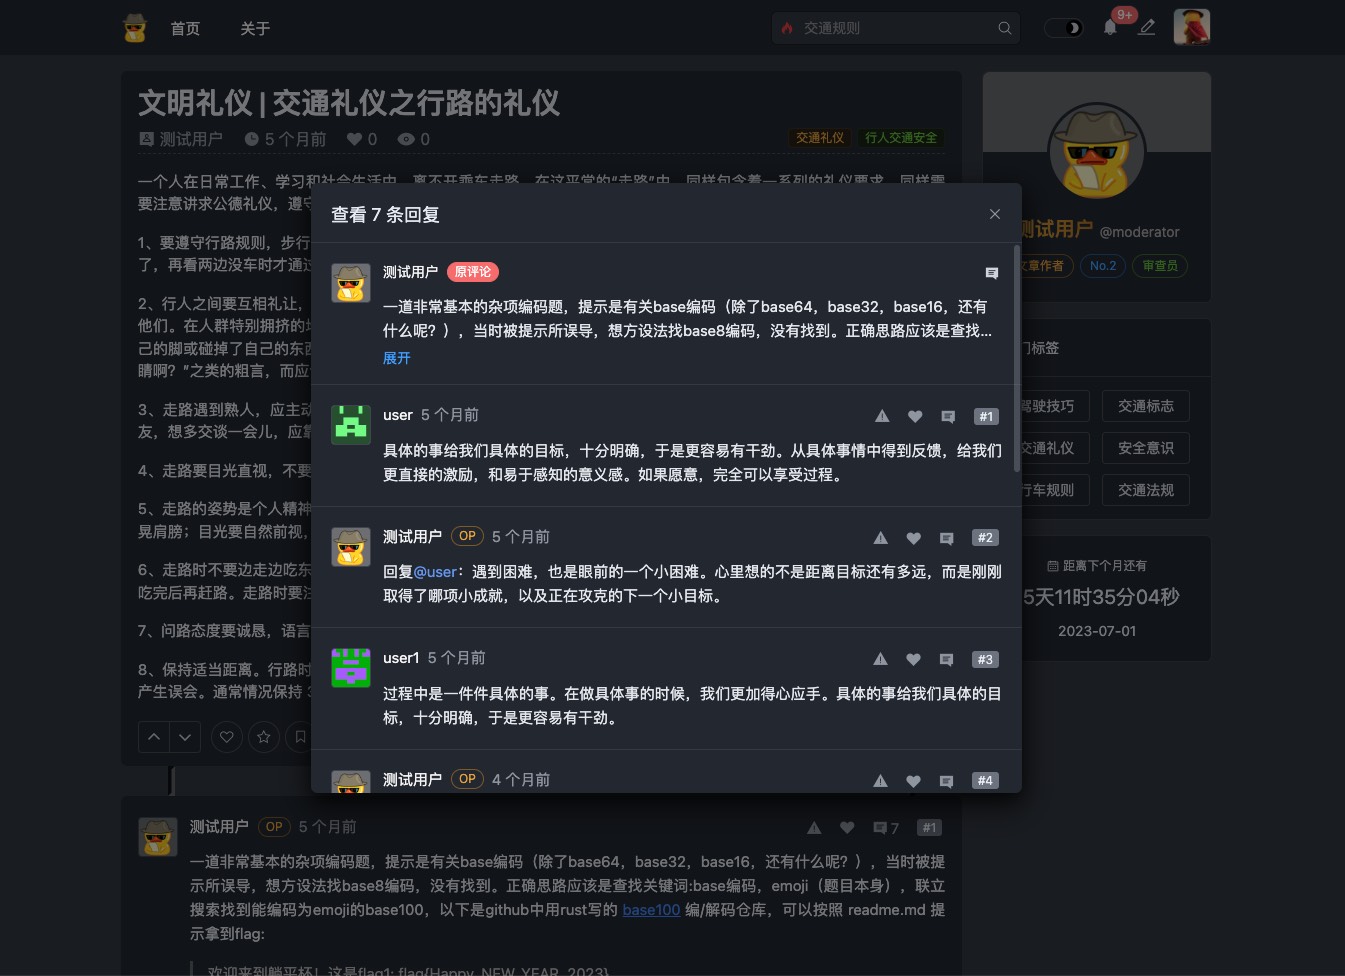 首页
关于
交通规则
9+
文明礼仪 | 交通礼仪之行路的礼仪
测试用户 5 个月前 0 0
交通礼仪 行人交通安全
要注意讲求公德礼仪，遵守
1、要遵守行路规则，步行
了，再看两边没车时才通过
2、行人之间要互相礼让，
他们。在人群特别拥挤的地
己的脚或碰掉了自己的东西
睛啊？”之类的粗言，而应
3、走路遇到熟人，应主动
友，想多交谈一会儿，应靠
4、走路要目光直视，不要
5、走路的姿势是个人精神
晃肩膀；目光要自然前视，
6、走路时不要边走边吃东
吃完后再赶路。走路时要注
7、问路态度要诚恳，语言
8、保持适当距离。行路时
产生误会。通常情况保持 3
查看 7 条回复
测试用户 原评论
一道非常基本的杂项编码题，提示是有关base编码（除了base64，base32，base16，还有
什么呢？），当时被提示所误导，想方设法找base8编码，没有找到。正确思路应该是查找...
展开
user 5 个月前 #1
具体的事给我们具体的目标，十分明确，于是更容易有干劲。从具体事情中得到反馈，给我们
更直接的激励，和易于感知的意义感。如果愿意，完全可以享受过程。
测试用户 OP 5 个月前 #2
回复@user：遇到困难，也是眼前的一个小困难。心里想的不是距离目标还有多远，而是刚刚
取得了哪项小成就，以及正在攻克的下一个小目标。
user1 5 个月前 #3
过程中是一件件具体的事。在做具体事的时候，我们更加得心应手。具体的事给我们具体的目
标，十分明确，于是更容易有干劲。
测试用户 OP 4 个月前 #4
测试用户 OP 5 个月前 7 #1
一道非常基本的杂项编码题，提示是有关base编码（除了base64，base32，base16，还有什么呢？），当时被提
示所误导，想方设法找base8编码，没有找到。正确思路应该是查找关键词:base编码，emoji（题目本身），联立
搜索找到能编码为emoji的base100，以下是github中用rust写的 base100 编/解码仓库，可以按照 readme.md 提
示拿到flag:
欢迎来到躺平杯！这是flag1: flag{Happy_NEW_YEAR_2023}
测试用户 @moderator
文章作者 No.2 审查员
门标签
驾驶技巧 交通标志
交通礼仪 安全意识
行车规则 交通法规
距离下个月还有
5天11时35分04秒
2023-07-01